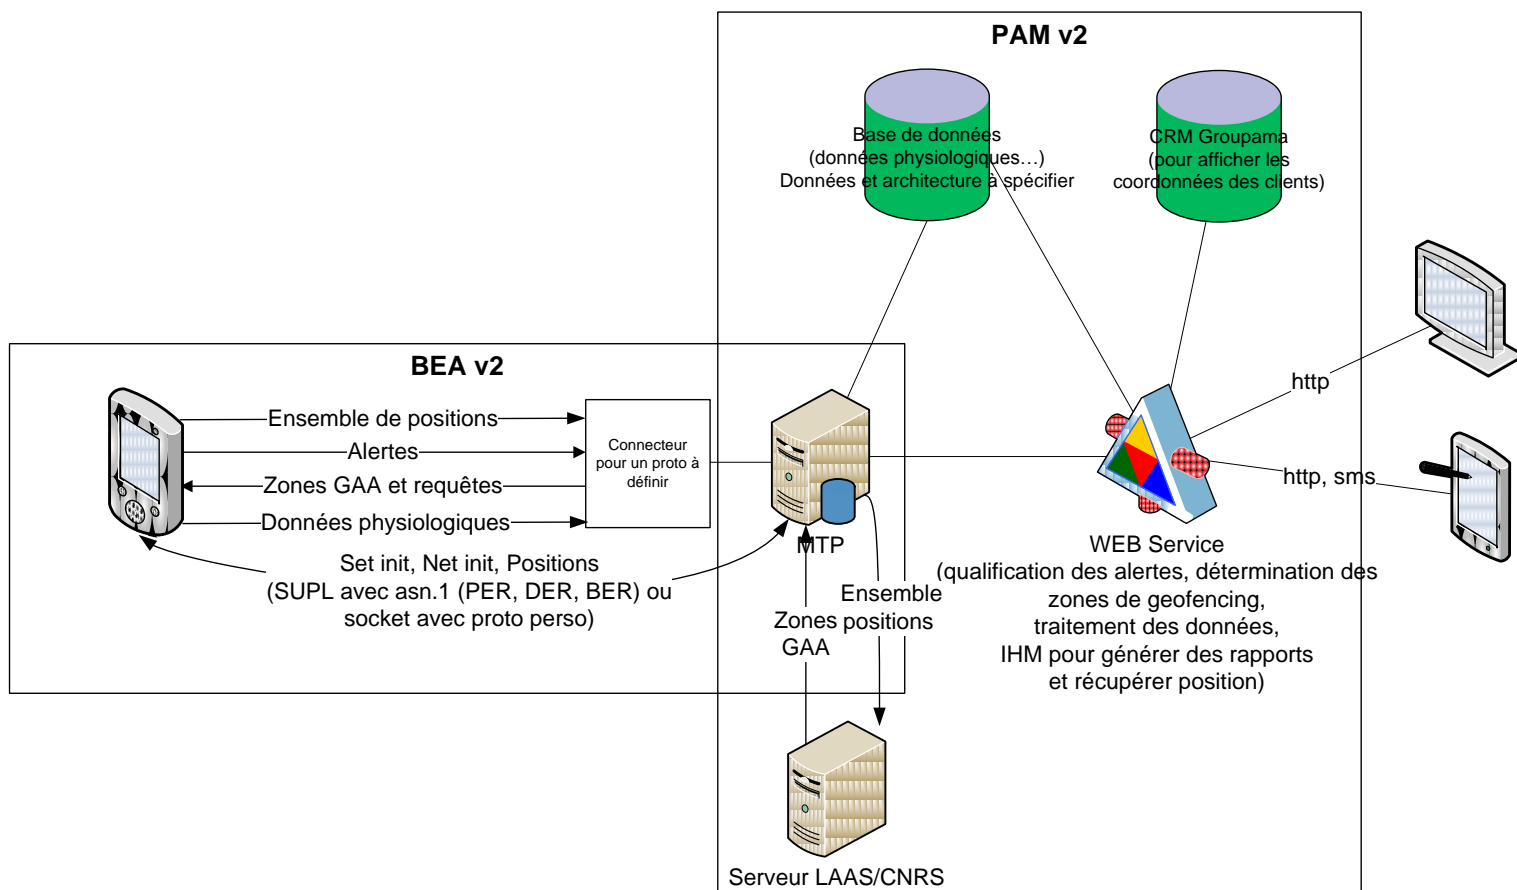 PAM v2
Base de données
(données physiologiques…)
Données et architecture à spécifier
CRM Groupama
(pour afficher les
coordonnées des clients)
BEA v2
Ensemble de positions
Alertes
Zones GAA et requêtes
Données physiologiques
Connecteur
pour un proto à
définir
Set init, Net init, Positions
(SUPL avec asn.1 (PER, DER, BER) ou
socket avec proto perso)
MTP
Zones
GAA
Ensemble
positions
http
http, sms
WEB Service
(qualification des alertes, détermination des
zones de geofencing,
traitement des données,
IHM pour générer des rapports
et récupérer position)
Serveur LAAS/CNRS